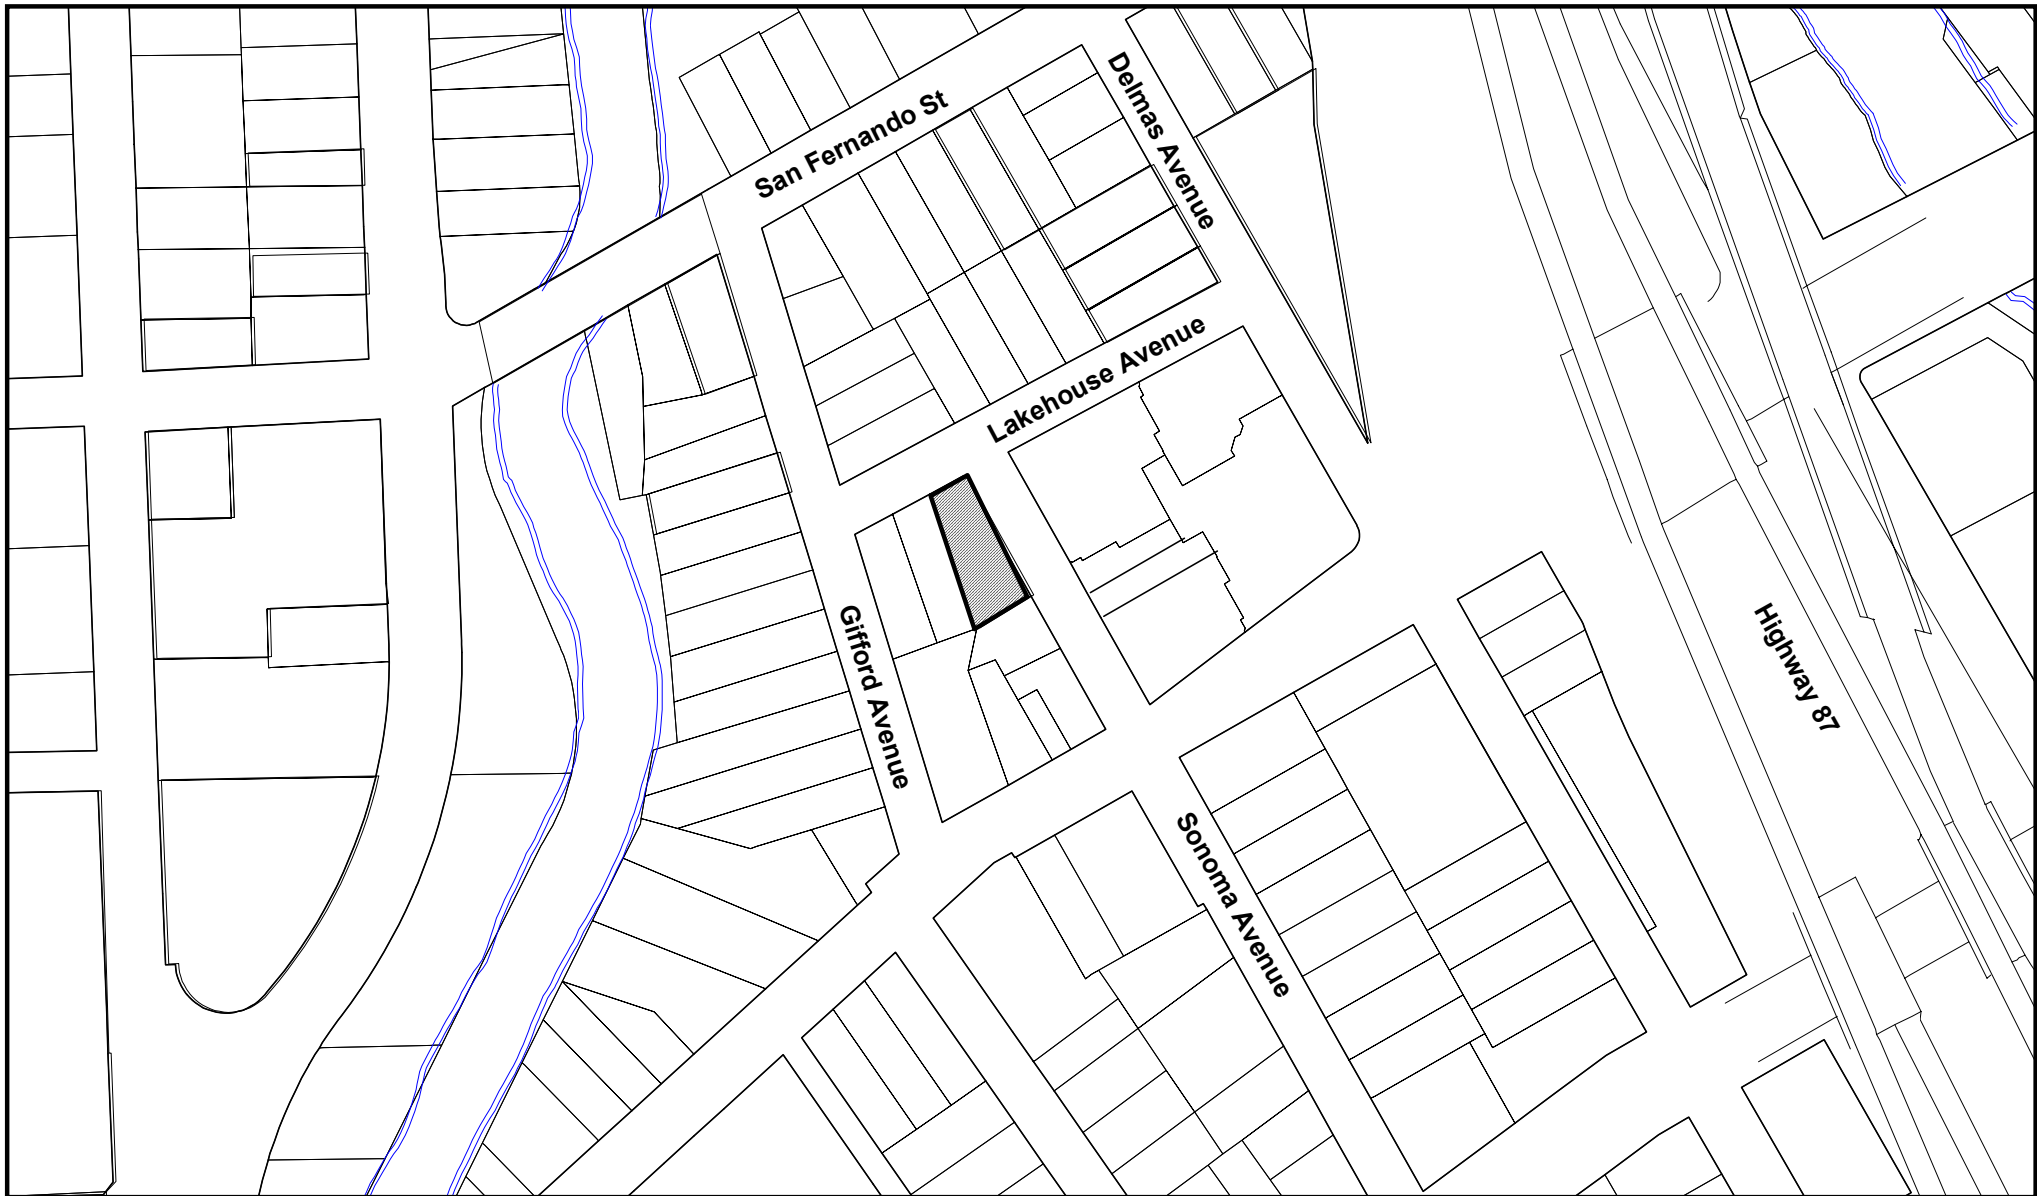 San Fernando St
Delmas Avenue
Lakehouse Avenue
Gifford Avenue
Highway 87
Sonoma Avenue